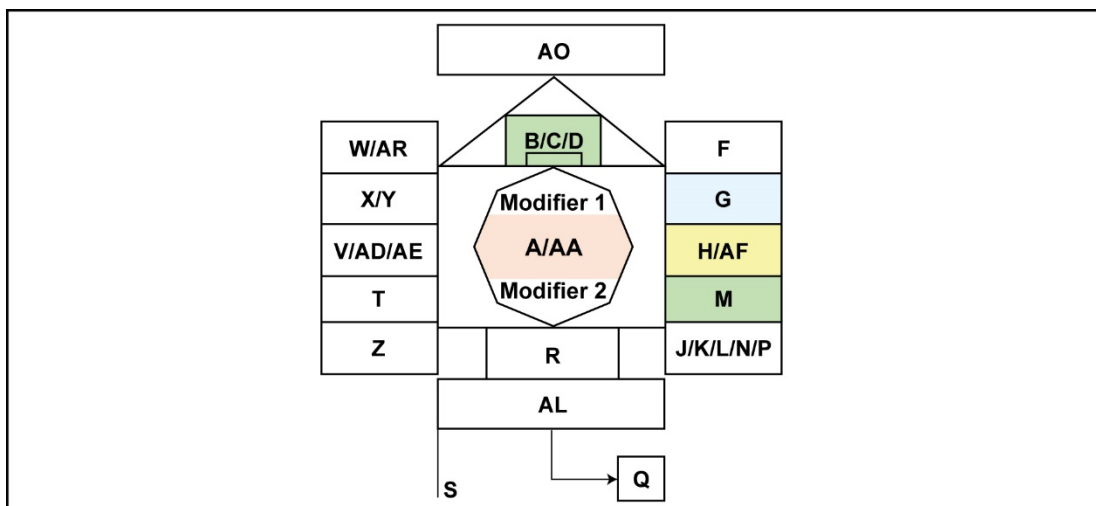 AO
B/C/D
W/AR
F
X/Y
Modifier 1
G
V/AD/AE
A/AA
H/AF
T
Modifier 2
M
Z
R
J/K/L/N/P
AL
S
Q